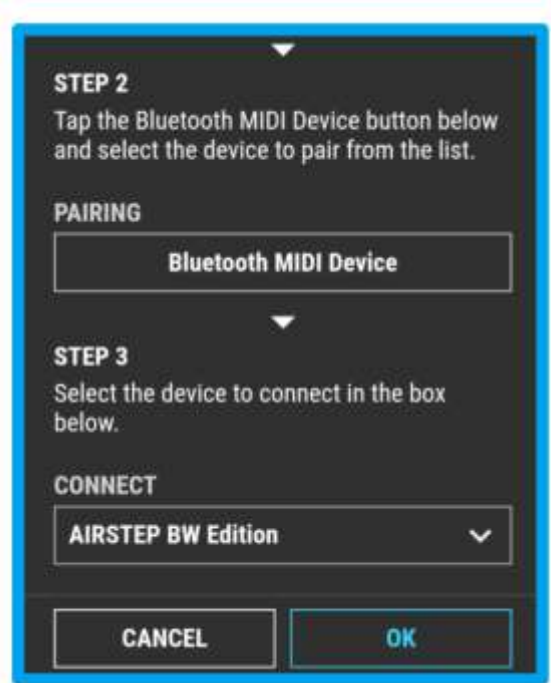 STEP 2
Tap the Bluetooth MIDI Device button below
and select the device to pair from the list.
PAIRING
Bluetooth MIDI Device
STEP 3
Select the device to connect in the box
below.
CONNECT
AIRSTEP BW Edition
CANCEL
OK